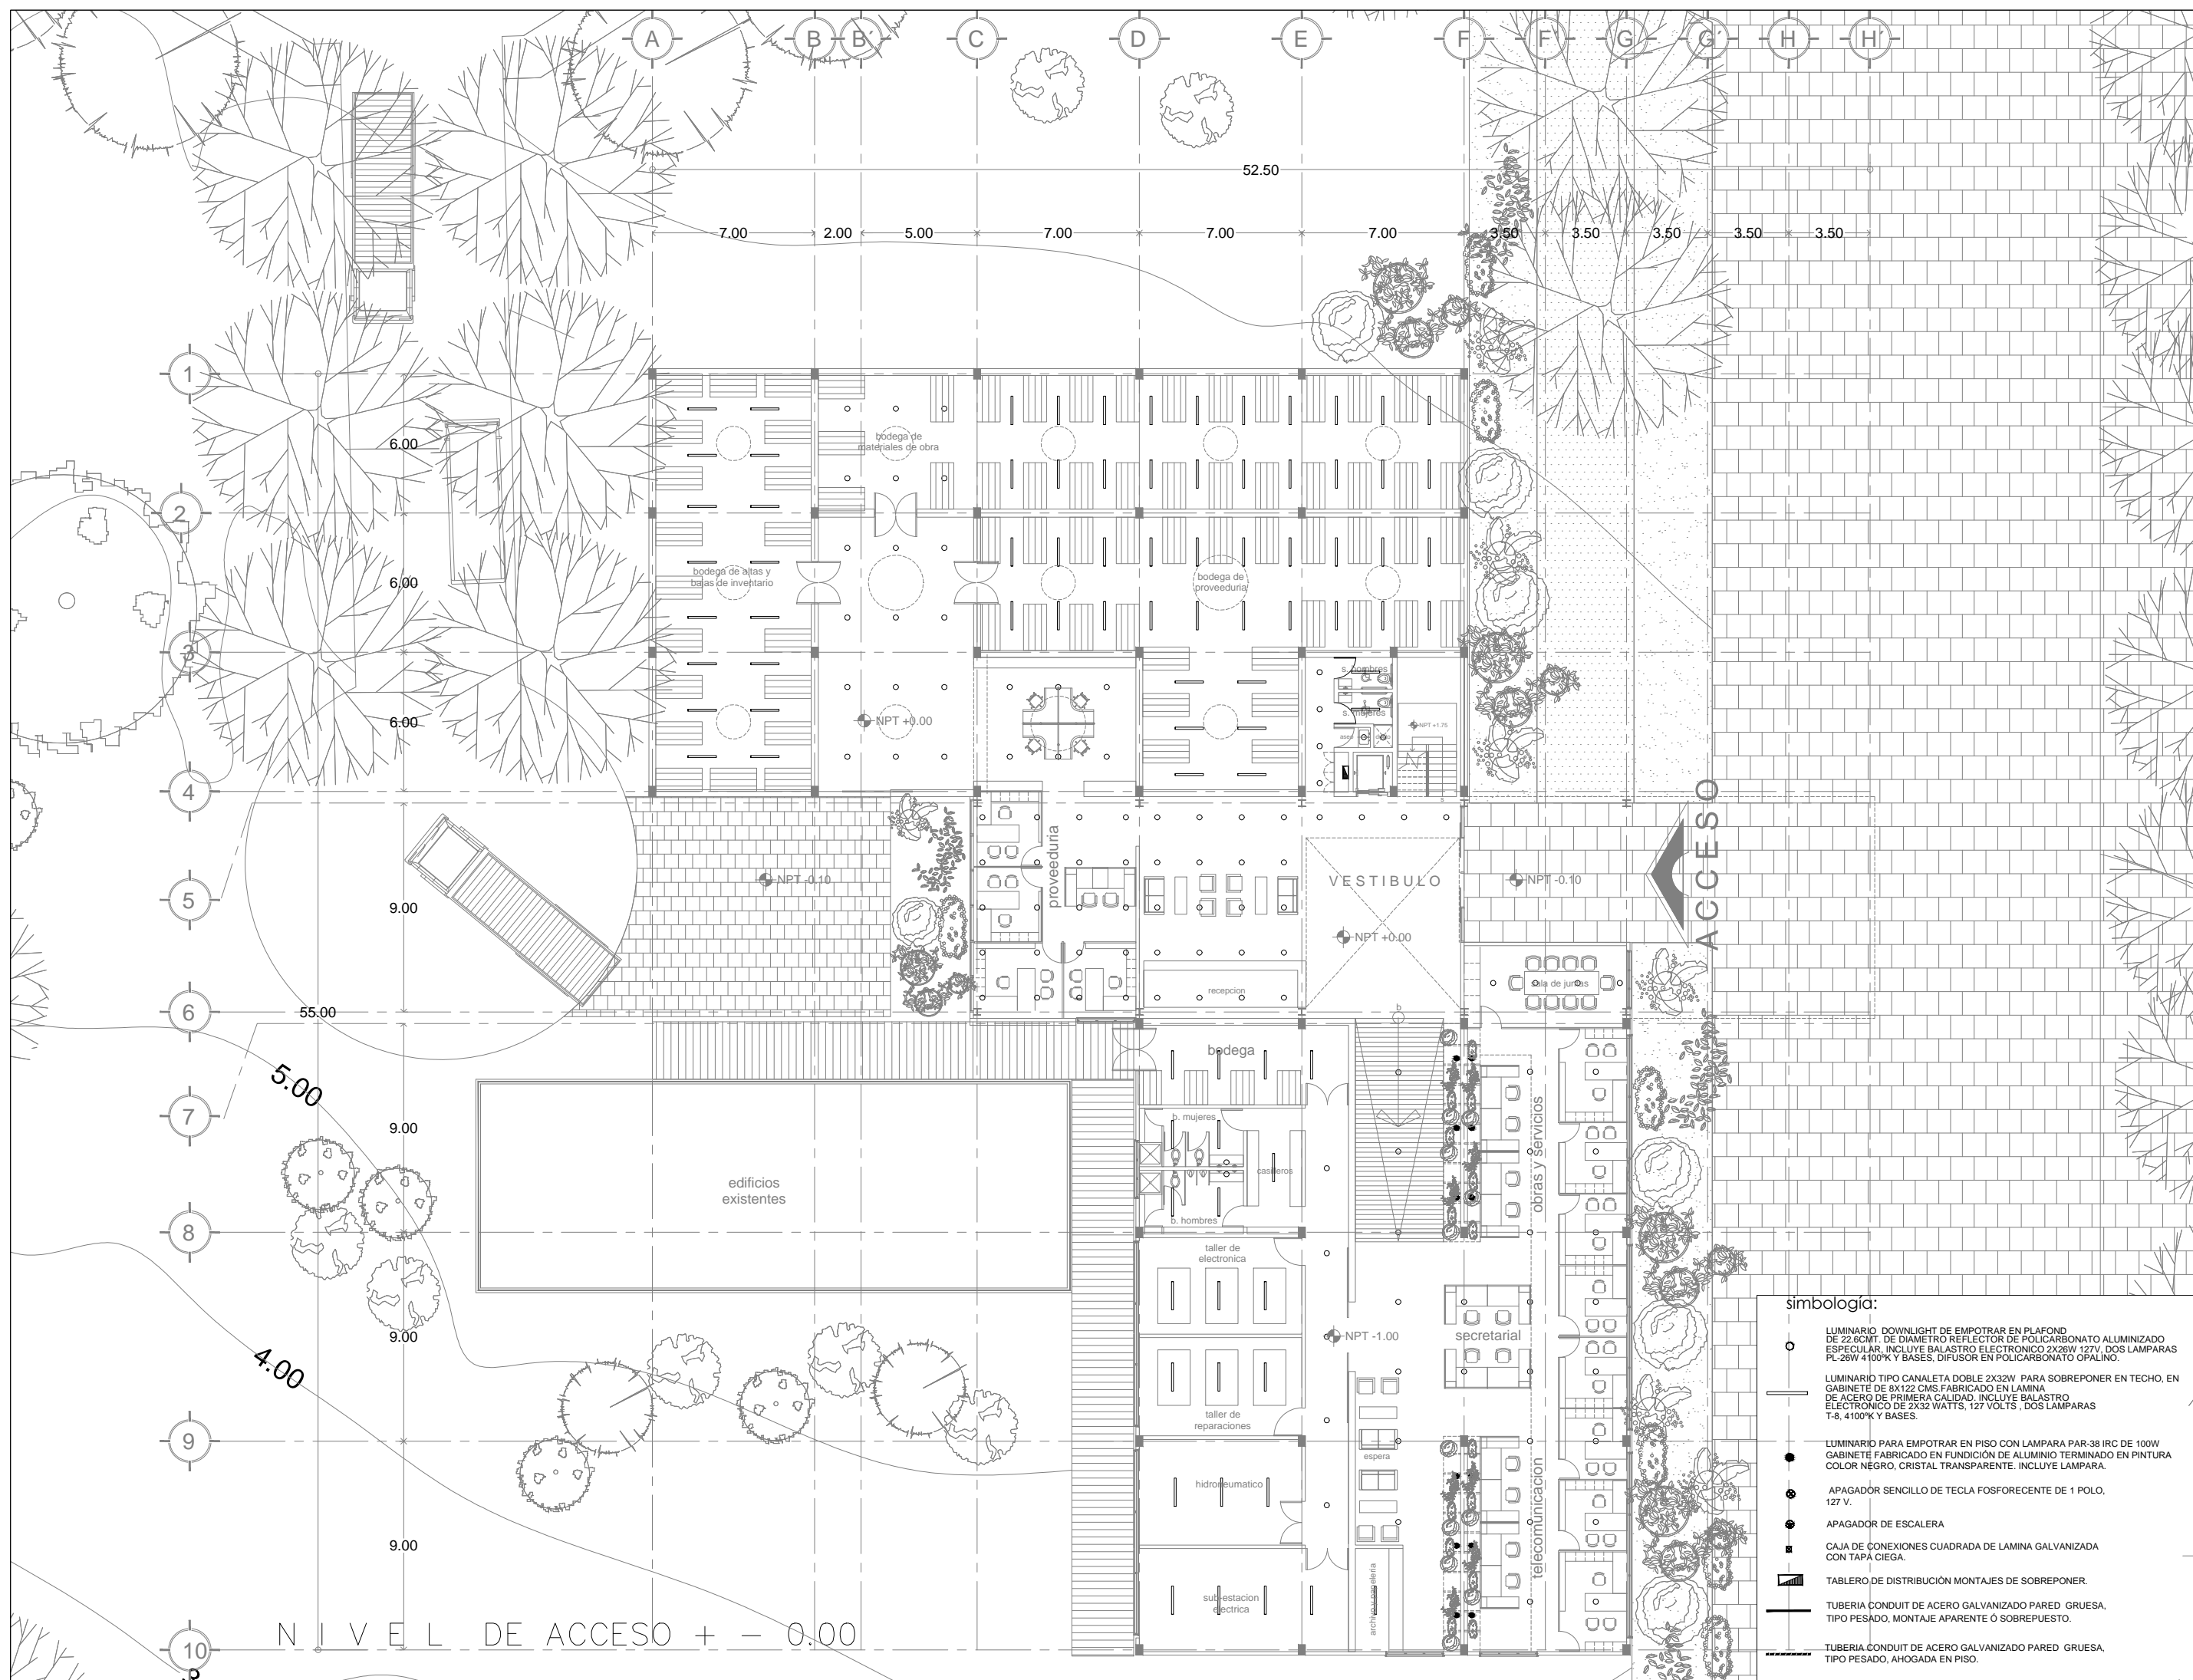 A B B´ C D E F F´ G G´ H H´
52.50
7.00 2.00 5.00 7.00 7.00 7.00 3.50 3.50 3.50 3.50 3.50
1
6.00
bodega de
materiales de obra
2
bodega de altas y
bajas de inventario
6.00
bodega de
proveeduria
3
s. hombres
s. mujeres
6.00
NPT +0.00
NPT +1.75
aseo
4
ACCESO
proveeduria
NPT -0.10
VESTIBULO
NPT -0.10
5
9.00
NPT +0.00
recepcion
sala de juntas
6
55.00
b
bodega
5.00
7
9.00
b. mujeres
casilleros
obras y servicios
edificios
existentes
b. hombres
8
taller de
electronica
NPT -1.00
secretarial
9.00
4.00
taller de
reparaciones
9
espera
hidroneumatico
telecomunicacion
9.00
sub-estacion
electrica
archivo y papeleria
NIVEL DE ACCESO + - 0.00
10
simbología:
LUMINARIO DOWNLIGHT DE EMPOTRAR EN PLAFOND
DE 22.6CMT. DE DIAMETRO REFLECTOR DE POLICARBONATO ALUMINIZADO
ESPECULAR, INCLUYE BALASTRO ELECTRONICO 2X26W 127V, DOS LAMPARAS
PL-26W 4100ºK Y BASES, DIFUSOR EN POLICARBONATO OPALINO.
LUMINARIO TIPO CANALETA DOBLE 2X32W PARA SOBREPONER EN TECHO, EN
GABINETE DE 8X122 CMS.FABRICADO EN LAMINA
DE ACERO DE PRIMERA CALIDAD, INCLUYE BALASTRO
ELECTRONICO DE 2X32 WATTS, 127 VOLTS , DOS LAMPARAS
T-8, 4100ºK Y BASES.
LUMINARIO PARA EMPOTRAR EN PISO CON LAMPARA PAR-38 IRC DE 100W
GABINETE FABRICADO EN FUNDICIÓN DE ALUMINIO TERMINADO EN PINTURA
COLOR NEGRO, CRISTAL TRANSPARENTE. INCLUYE LAMPARA.
APAGADOR SENCILLO DE TECLA FOSFORECENTE DE 1 POLO,
127 V.
APAGADOR DE ESCALERA
CAJA DE CONEXIONES CUADRADA DE LAMINA GALVANIZADA
CON TAPA CIEGA.
TABLERO DE DISTRIBUCIÓN MONTAJES DE SOBREPONER.
TUBERIA CONDUIT DE ACERO GALVANIZADO PARED GRUESA,
TIPO PESADO, MONTAJE APARENTE Ó SOBREPUESTO.
TUBERIA CONDUIT DE ACERO GALVANIZADO PARED GRUESA,
TIPO PESADO, AHOGADA EN PISO.